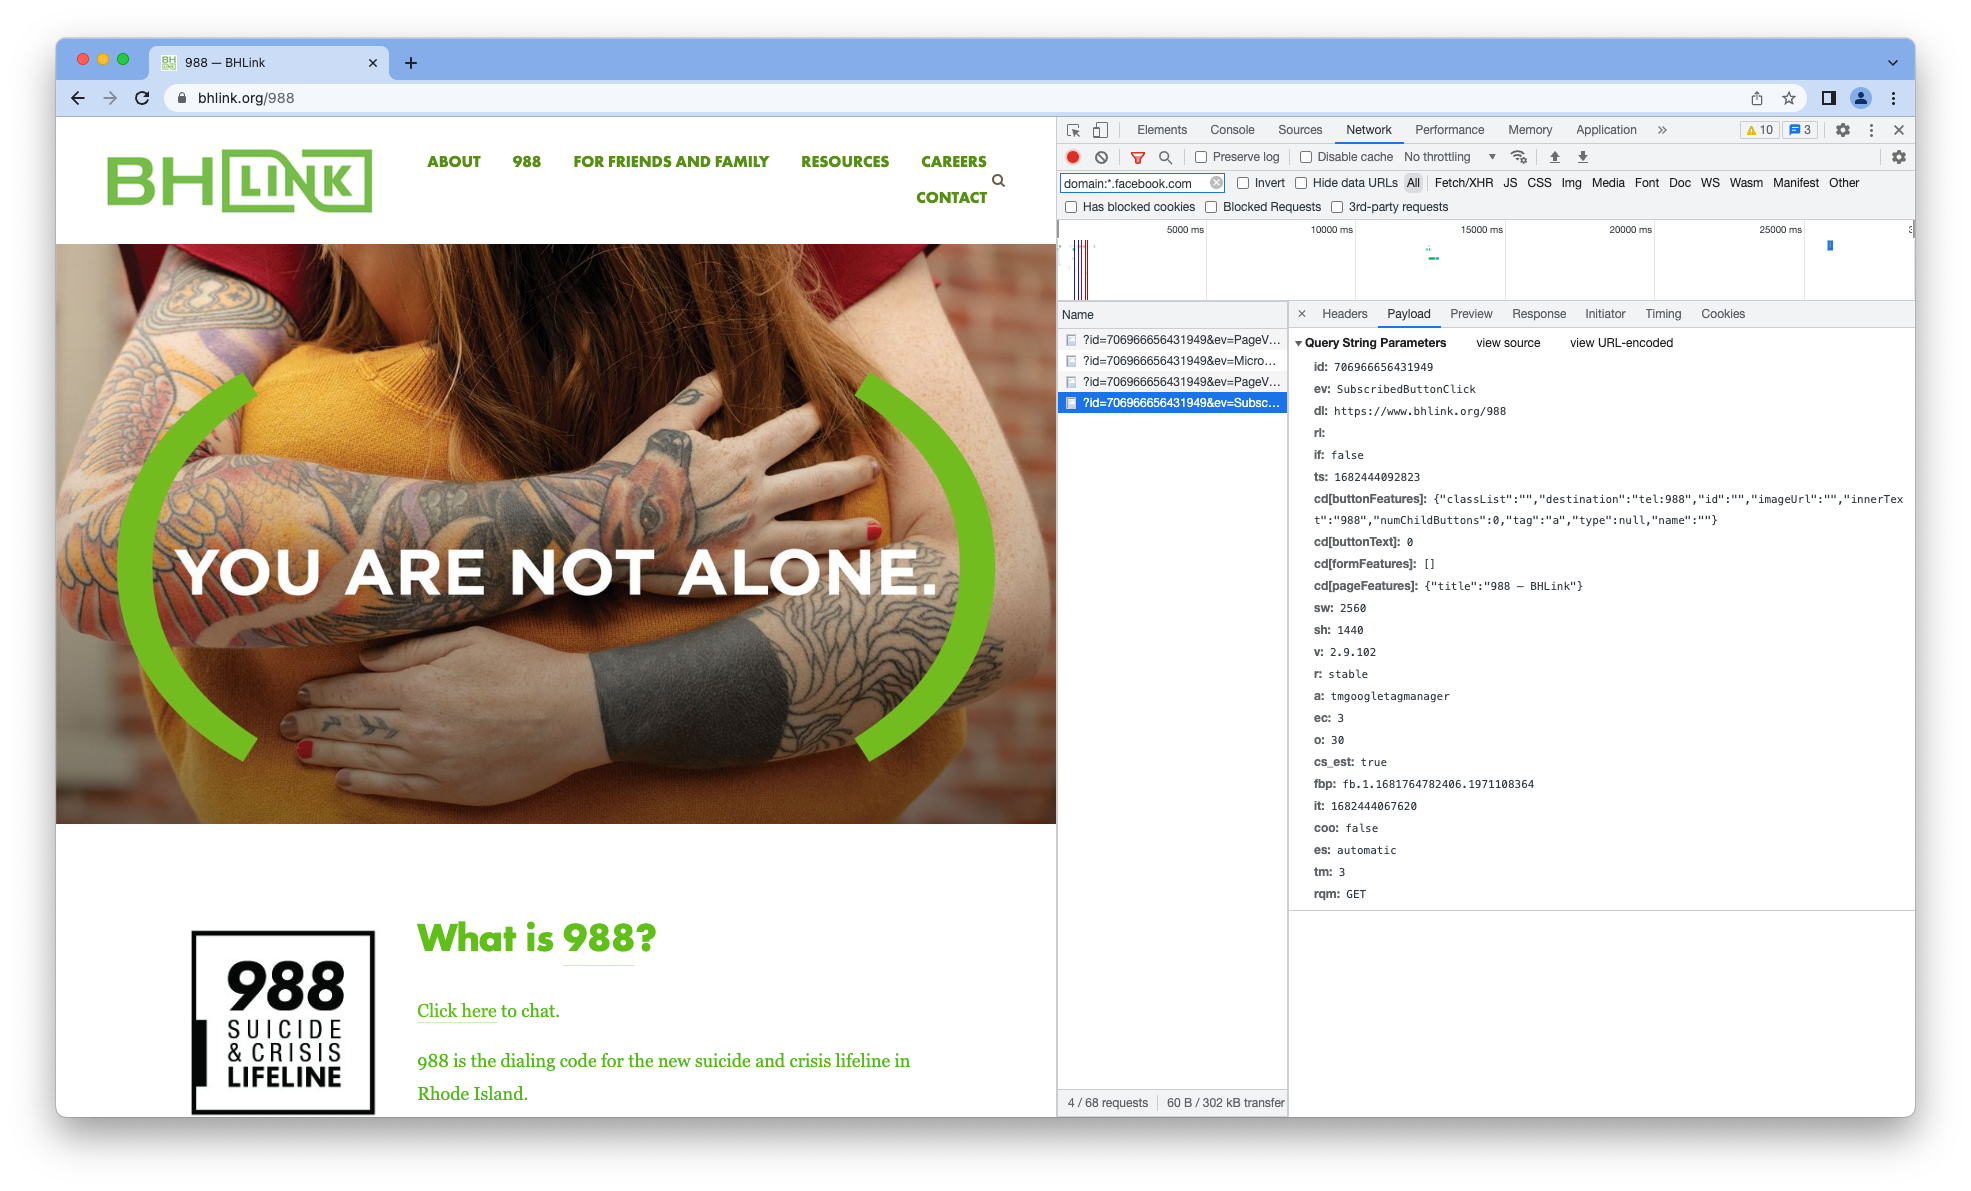 988 — BHLink
bhlink.org/988
BH LINK
ABOUT 988 FOR FRIENDS AND FAMILY RESOURCES CAREERS
CONTACT
YOU ARE NOT ALONE.
988
SUICIDE
& CRISIS
LIFELINE
What is 988?
Click here to chat.
988 is the dialing code for the new suicide and crisis lifeline in
Rhode Island.
Elements Console Sources Network Performance Memory Application » 10 3
Preserve log Disable cache No throttling
domain:*.facebook.com Invert Hide data URLs All Fetch/XHR JS CSS Img Media Font Doc WS Wasm Manifest Other
Has blocked cookies Blocked Requests 3rd-party requests
5000 ms 10000 ms 15000 ms 20000 ms 25000 ms
Name
?id=706966656431949&ev=PageV...
?id=706966656431949&ev=Micro...
?id=706966656431949&ev=PageV...
?id=706966656431949&ev=Subsc...
4 / 68 requests 60 B / 302 kB transfer
Headers Payload Preview Response Initiator Timing Cookies
Query String Parameters view source view URL-encoded
id: 706966656431949
ev: SubscribedButtonClick
dl: https://www.bhlink.org/988
rl:
if: false
ts: 1682444092823
cd[buttonFeatures]: {"classList":"","destination":"tel:988","id":"","imageUrl":"","innerTex
t":"988","numChildButtons":0,"tag":"a","type":null,"name":""}
cd[buttonText]: 0
cd[formFeatures]: []
cd[pageFeatures]: {"title":"988 — BHLink"}
sw: 2560
sh: 1440
v: 2.9.102
r: stable
a: tmgoogletagmanager
ec: 3
o: 30
cs_est: true
fbp: fb.1.1681764782406.1971108364
it: 1682444067620
coo: false
es: automatic
tm: 3
rqm: GET